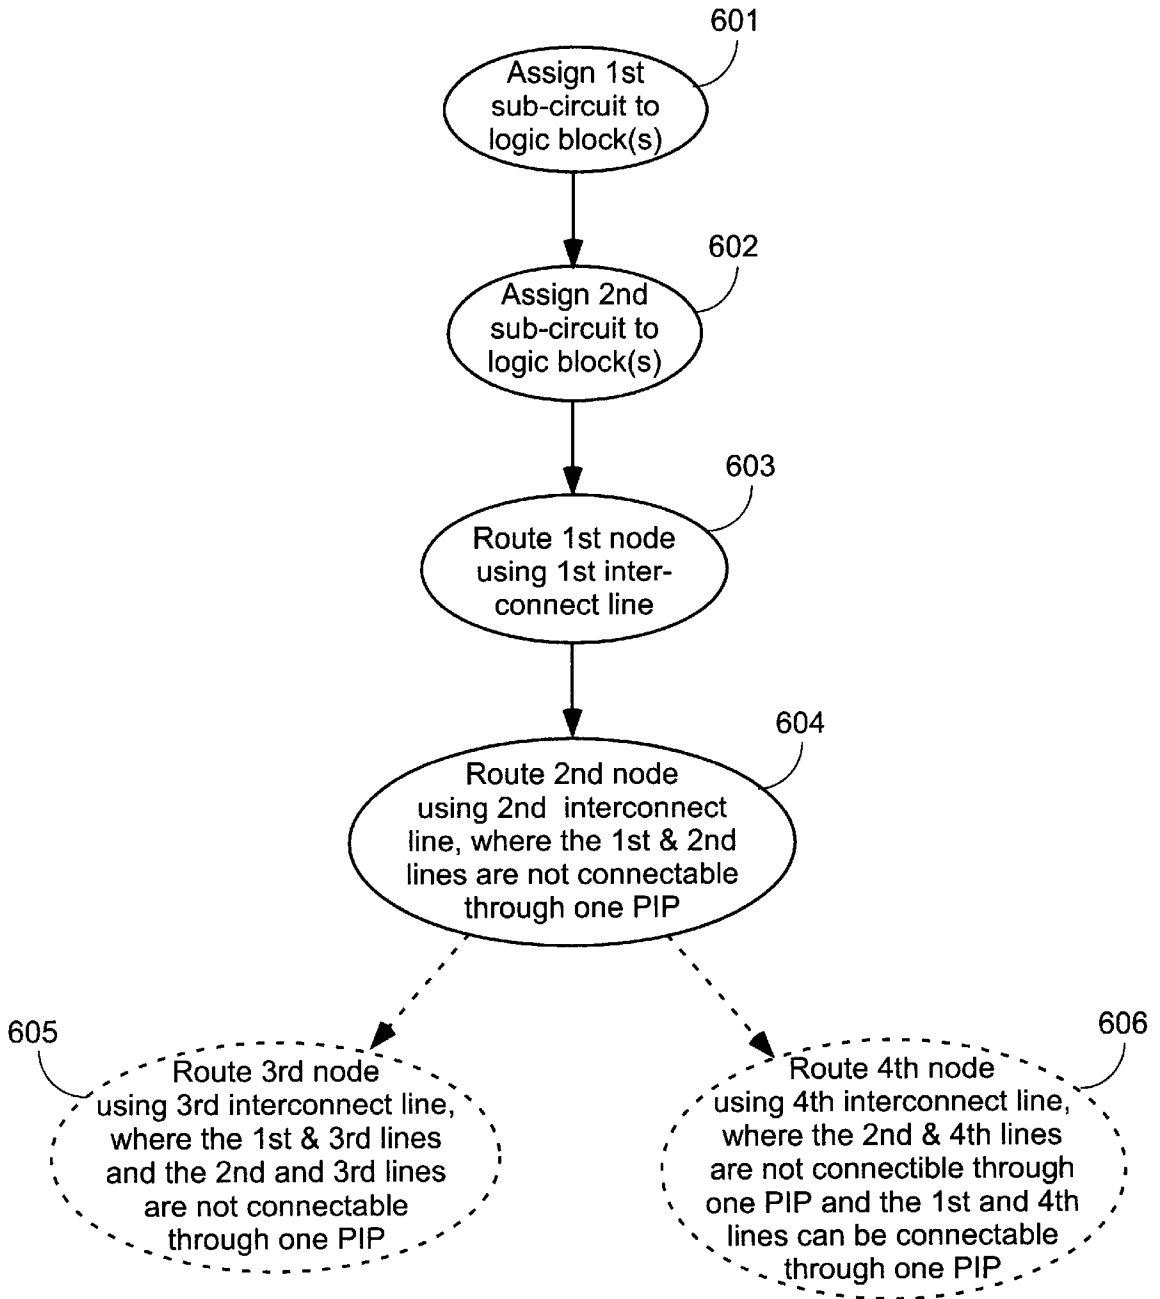 601
Assign 1st
sub-circuit to
logic block(s)
602
Assign 2nd
sub-circuit to
logic block(s)
603
Route 1st node
using 1st inter-
connect line
604
Route 2nd node
using 2nd interconnect
line, where the 1st & 2nd
lines are not connectable
through one PIP
605
Route 3rd node
using 3rd interconnect line,
where the 1st & 3rd lines
and the 2nd and 3rd lines
are not connectable
through one PIP
606
Route 4th node
using 4th interconnect line,
where the 2nd & 4th lines
are not connectible through
one PIP and the 1st and 4th
lines can be connectable
through one PIP